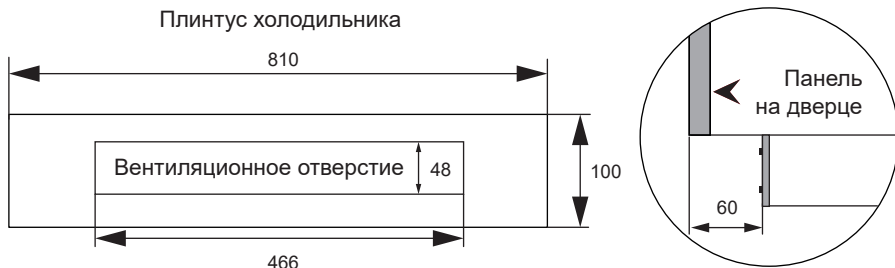 Плинтус холодильника
810
Панель
на дверце
Вентиляционное отверстие
48
100
60
466